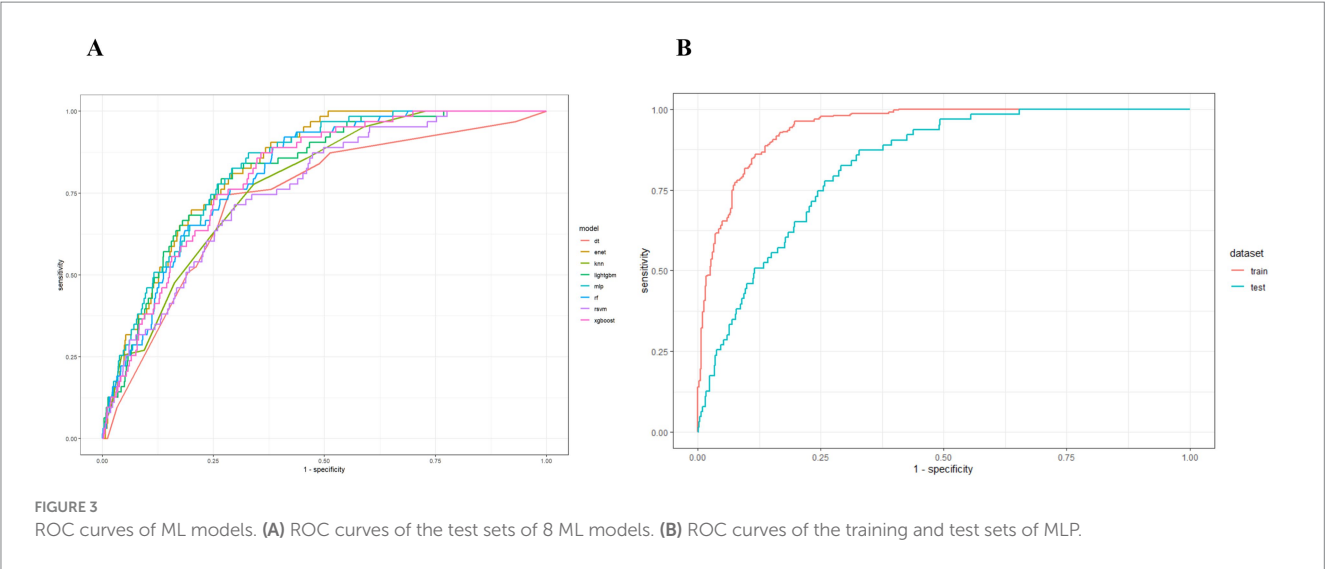 A
B
1.00
0.75
0.50
0.25
0.00
sensitivity
0.00 0.25 0.50 0.75 1.00
1 - specificity
model
dt
enet
knn
lightgbm
mlp
rf
rsvm
xgboost
1.00
0.75
0.50
0.25
0.00
sensitivity
0.00 0.25 0.50 0.75 1.00
1 - specificity
dataset
train
test
FIGURE 3
ROC curves of ML models. (A) ROC curves of the test sets of 8 ML models. (B) ROC curves of the training and test sets of MLP.